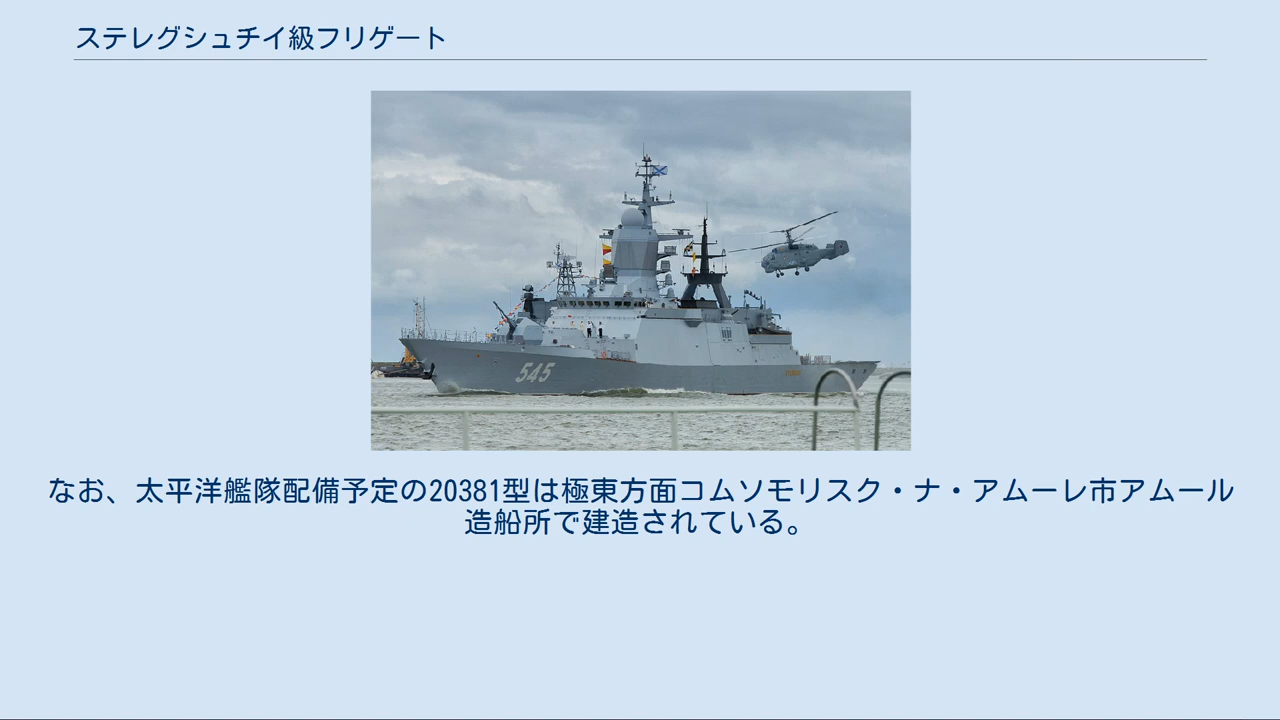 ステレグシュチイ級フリゲート
545
なお、太平洋艦隊配備予定の20381型は極東方面コムソモリスク・ナ・アムーレ市アムール
造船所で建造されている。